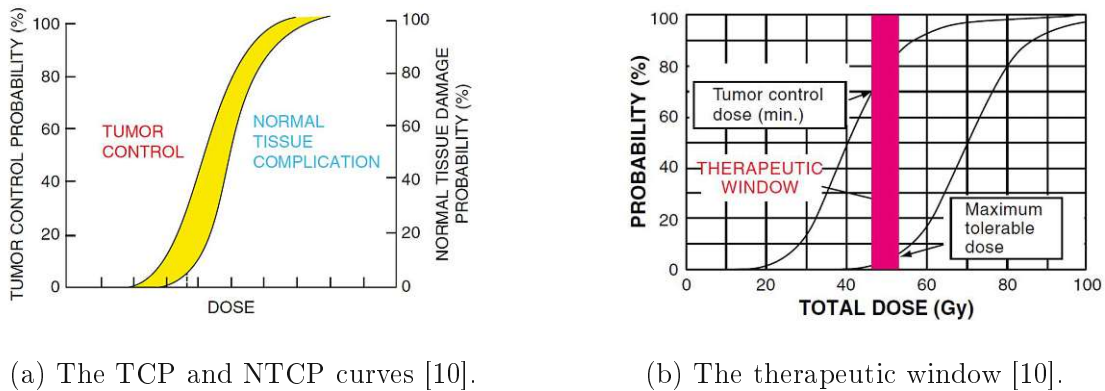 TUMOR CONTROL PROBABILITY (%)
100
80
60
40
20
0
TUMOR
CONTROL
NORMAL
TISSUE
COMPLICATION
DOSE
100
80
60
40
20
0
NORMAL TISSUE DAMAGE
PROBABILITY (%)
(a) The TCP and NTCP curves [10].
PROBABILITY (%)
100
80
60
40
20
0
Tumor control
dose (min.)
THERAPEUTIC
WINDOW
Maximum
tolerable
dose
0 20 40 60 80 100
TOTAL DOSE (Gy)
(b) The therapeutic window [10].